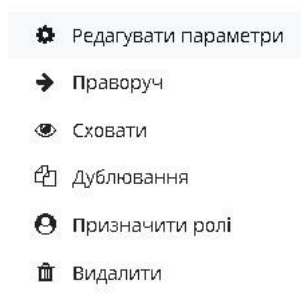 Редагувати параметри
Праворуч
Сховати
Дублювання
Призначити ролі
Видалити